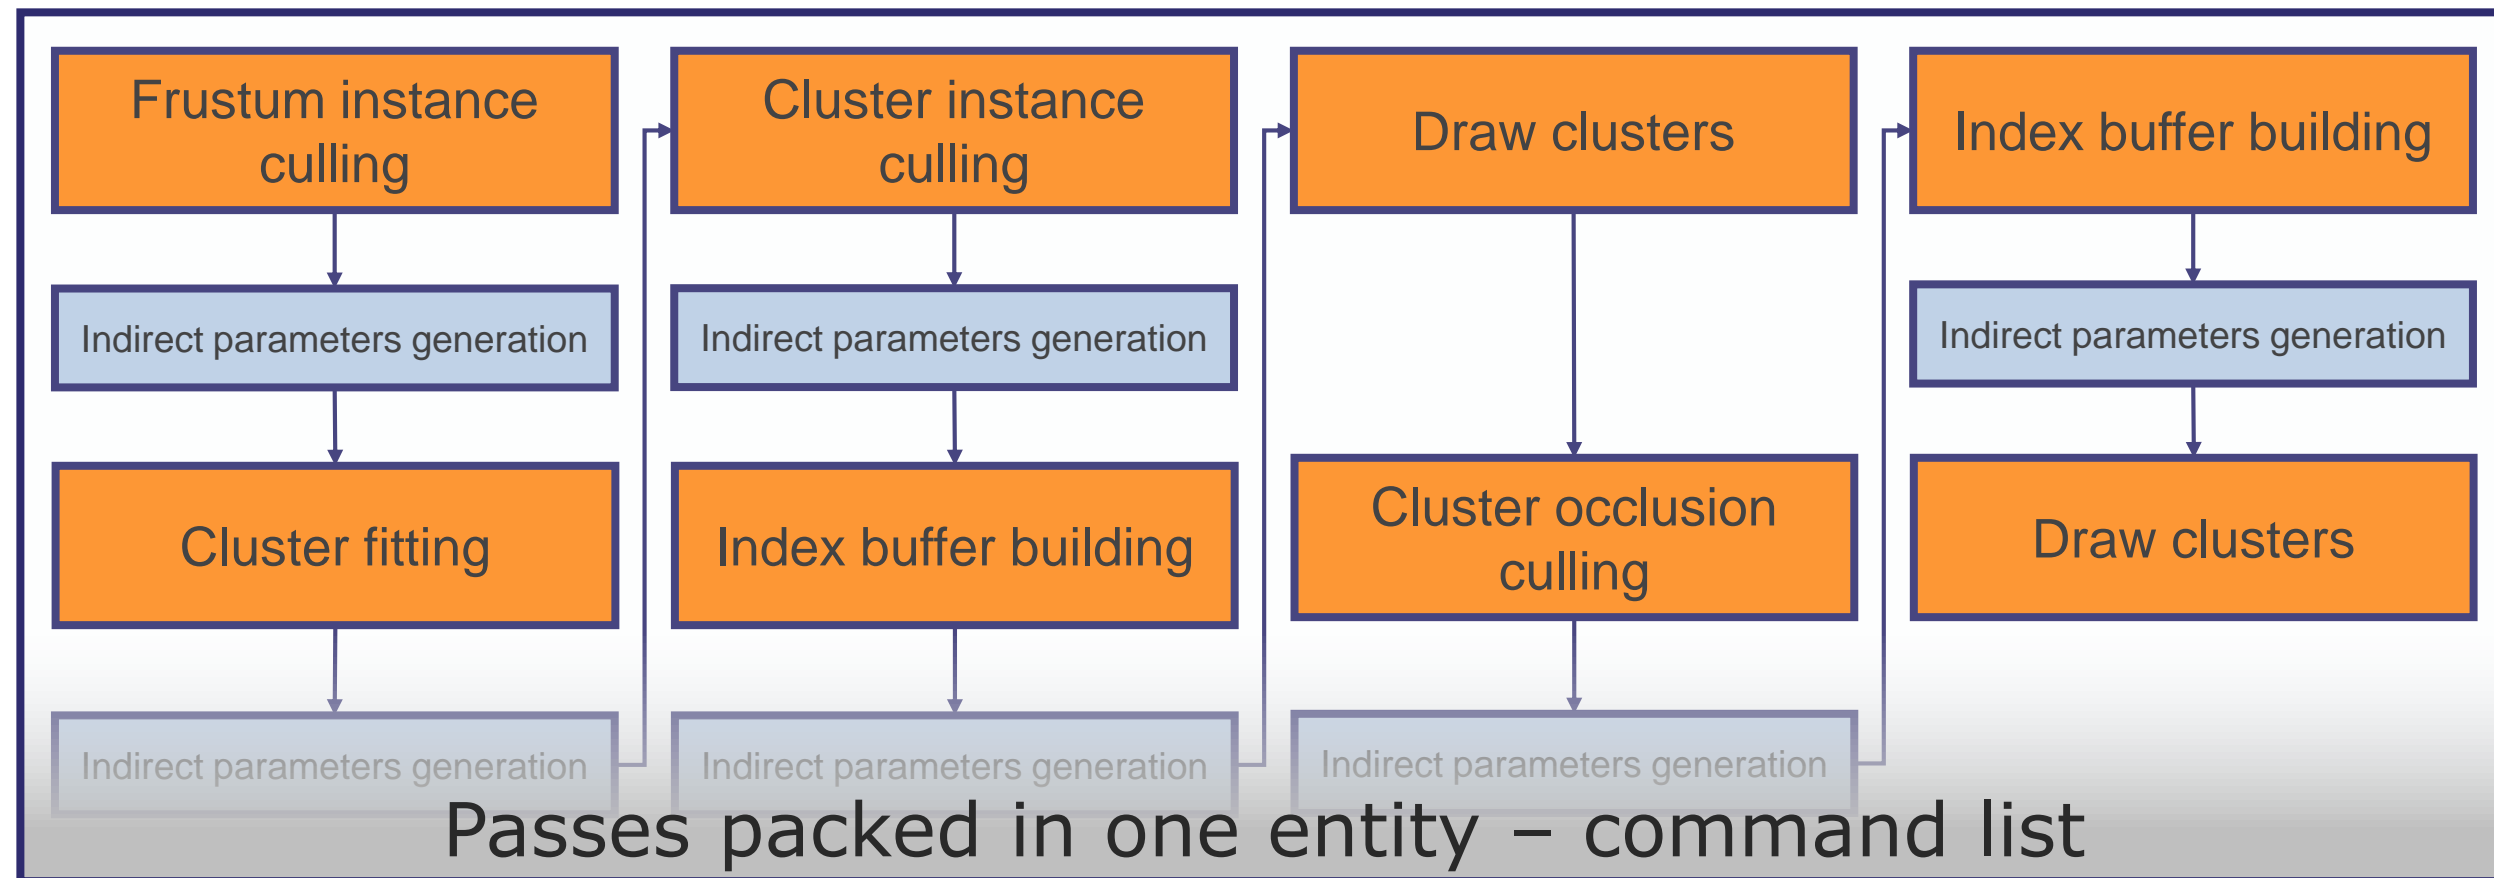 Frustum instance
culling
Indirect parameters generation
Cluster fitting
Indirect parameters generation
Cluster instance
culling
Indirect parameters generation
Index buffer building
Indirect parameters generation
Draw clusters
Cluster occlusion
culling
Indirect parameters generation
Index buffer building
Indirect parameters generation
Draw clusters
Passes packed in one entity – command list